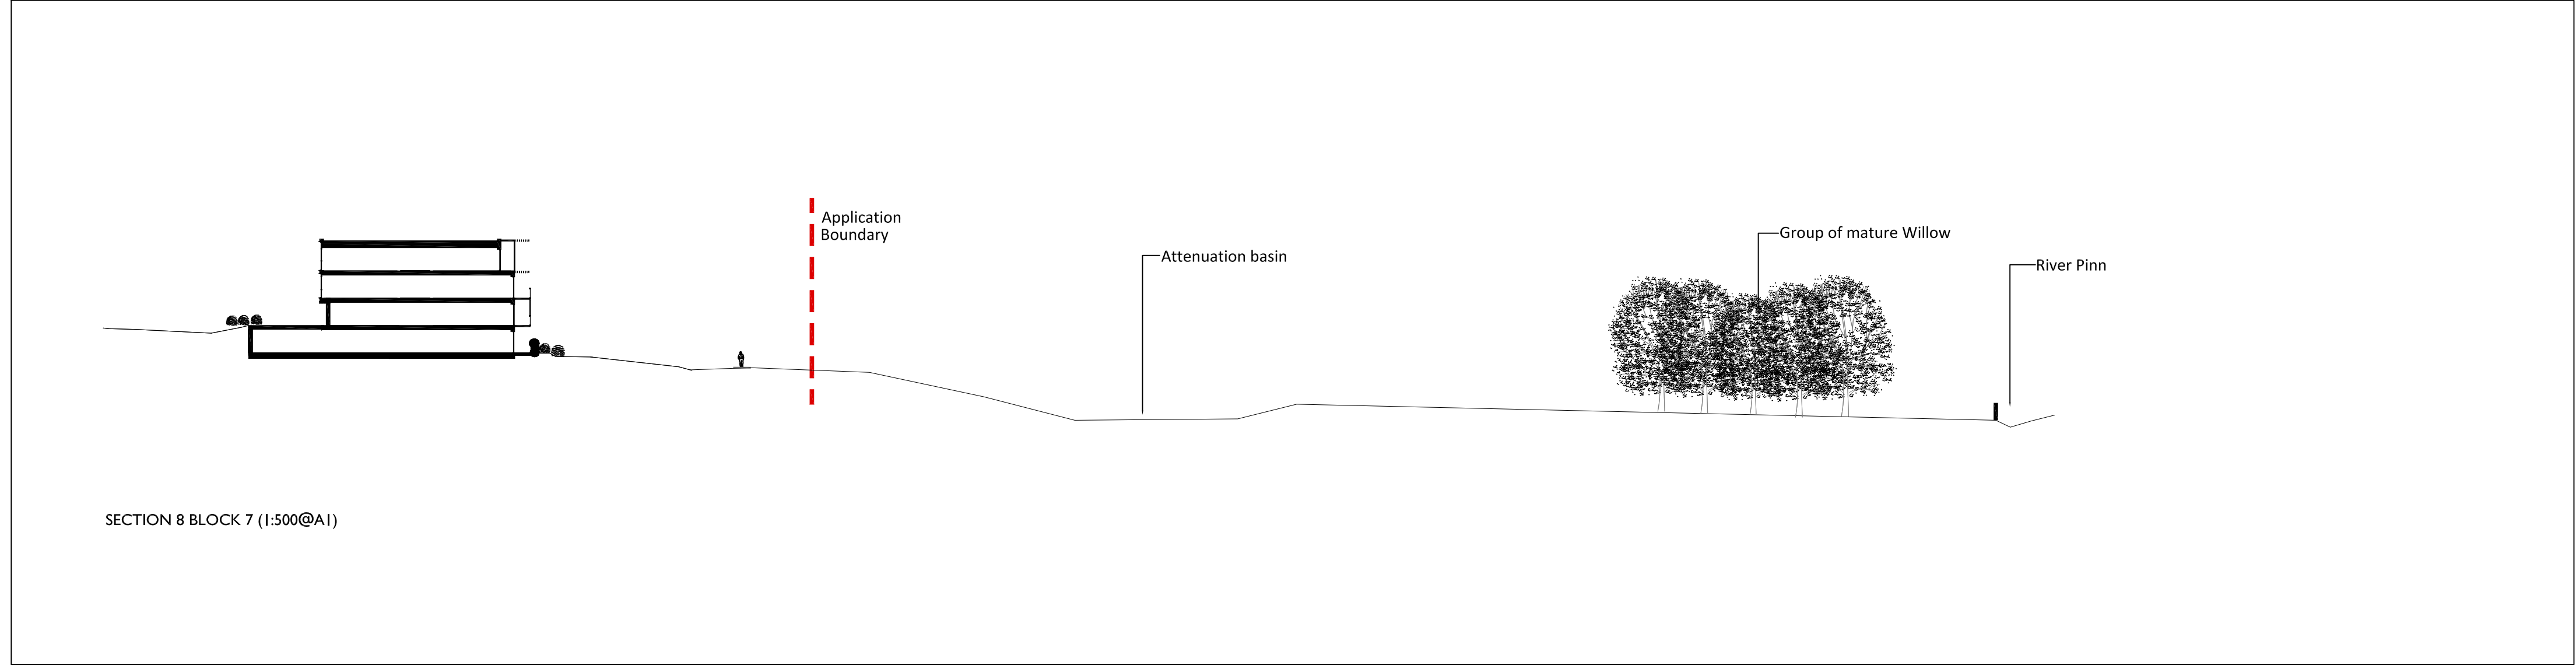 Application
Boundary
Group of mature Willow
Attenuation basin
River Pinn
SECTION 8 BLOCK 7 (1:500@A1)